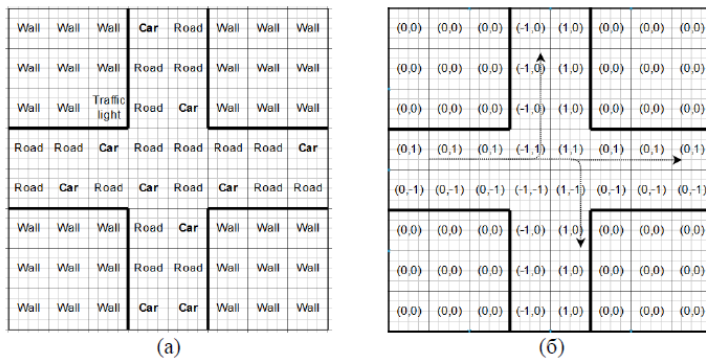 Wall Wall Wall Car Road Wall Wall Wall
Wall Wall Wall Road Road Wall Wall Wall
Wall Wall Traffic light Road Car Wall Wall Wall
Road Road Car Road Road Road Road Car
Road Car Road Car Road Car Road Road
Wall Wall Wall Road Car Wall Wall Wall
Wall Wall Wall Road Road Wall Wall Wall
Wall Wall Wall Car Car Wall Wall Wall
(а)
(0,0) (0,0) (0,0) (-1,0) (1,0) (0,0) (0,0) (0,0)
(0,0) (0,0) (0,0) (-1,0) (1,0) (0,0) (0,0) (0,0)
(0,0) (0,0) (0,0) (-1,0) (1,0) (0,0) (0,0) (0,0)
(0,1) (0,1) (0,1) (-1,1) (1,1) (0,1) (0,1) (0,1)
(0,-1) (0,-1) (0,-1) (-1,-1) (1,-1) (0,-1) (0,-1) (0,-1)
(0,0) (0,0) (0,0) (-1,0) (1,0) (0,0) (0,0) (0,0)
(0,0) (0,0) (0,0) (-1,0) (1,0) (0,0) (0,0) (0,0)
(0,0) (0,0) (0,0) (-1,0) (1,0) (0,0) (0,0) (0,0)
(б)